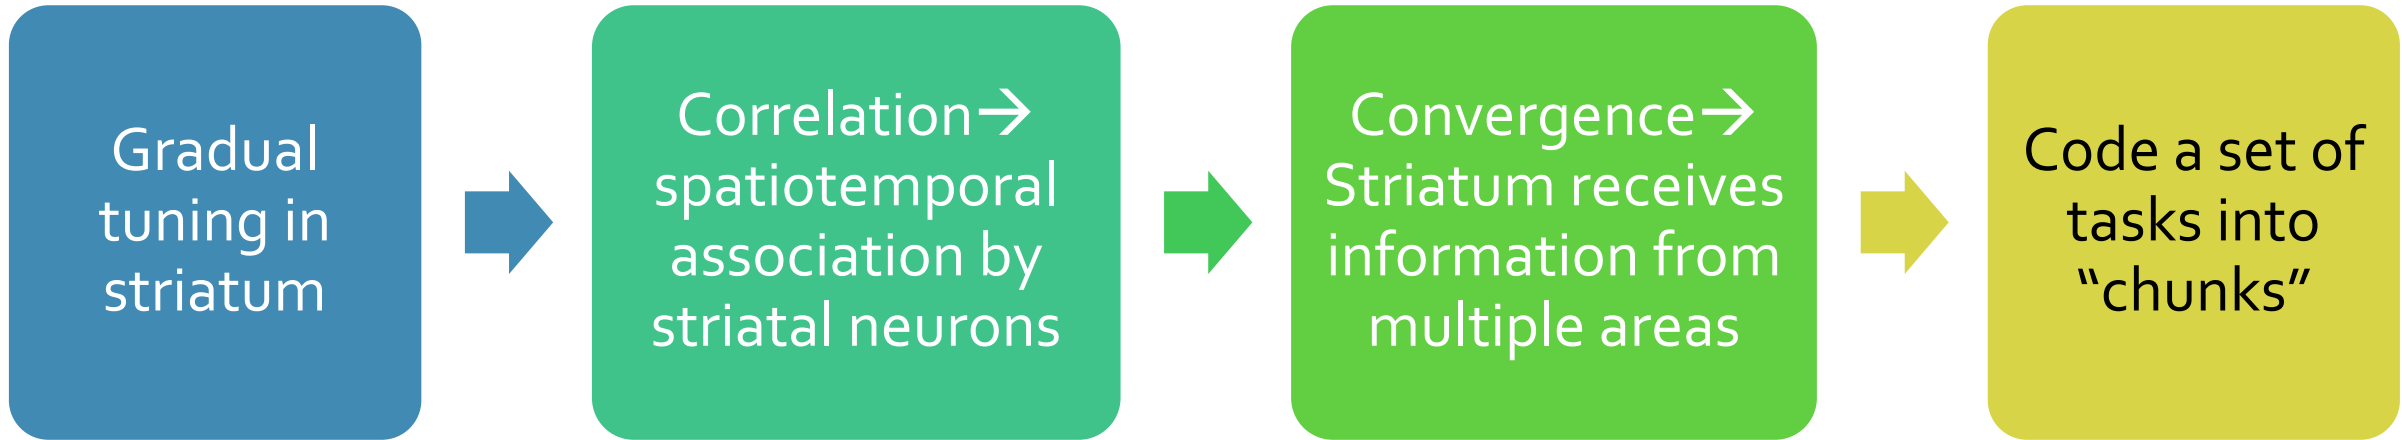 Gradual
tuning in
striatum
Correlation→
spatiotemporal
association by
striatal neurons
Convergence→
Striatum receives
information from
multiple areas
Code a set of
tasks into
“chunks”